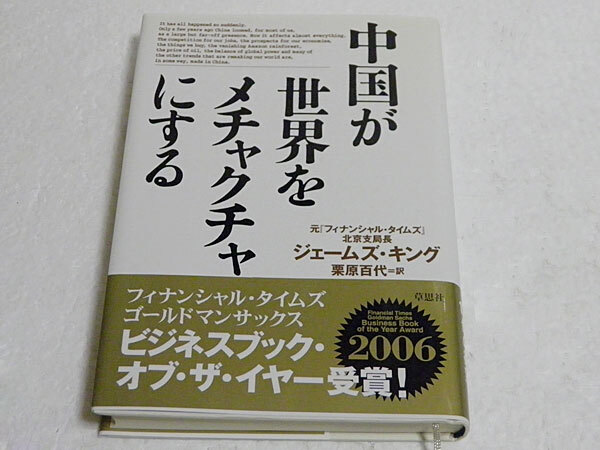 It has all happened so suddenly.
Only a few years ago China loomed, for most of us,
as a large but far-off presence. Now it affects almost everything.
The competition for our jobs, the prospects for our economies,
the things we buy, the vanishing Amazon rainforest,
the price of oil, the balance of global power and many of
the other trends that are remaking our world are,
in some way, made in China.
中国が
世界を
メチャクチャ
にする
元『フィナンシャル・タイムズ』
北京支局長
ジェームズ・キング
栗原百代=訳
草思社
フィナンシャル・タイムズ
ゴールドマンサックス
ビジネスブック・
オブ・ザ・イヤー受賞!
Financial Times
Goldman Sachs
Business Book
of the Year Award
2006